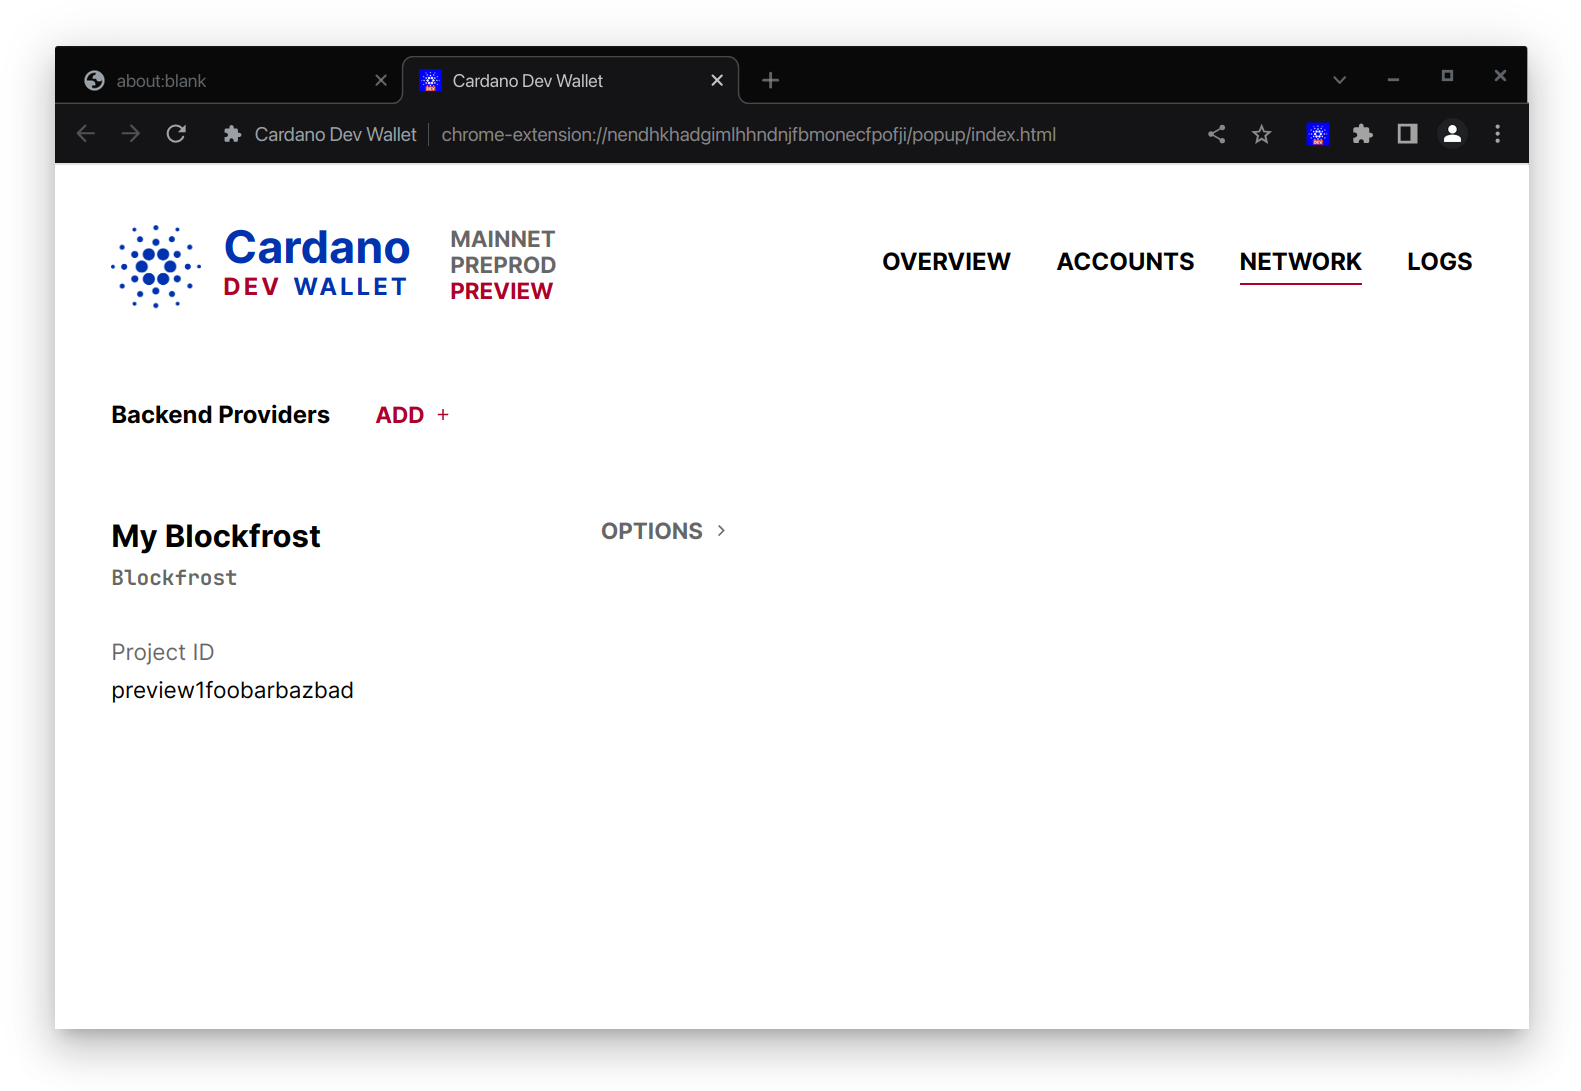 about:blank
Cardano Dev Wallet
Cardano Dev Wallet chrome-extension://nendhkhadgimlhhndnjfbmonecfpofji/popup/index.html
Cardano
DEV WALLET
MAINNET
PREPROD
PREVIEW
OVERVIEW ACCOUNTS NETWORK LOGS
Backend Providers ADD +
My Blockfrost OPTIONS >
Blockfrost
Project ID
preview1foobarbazbad